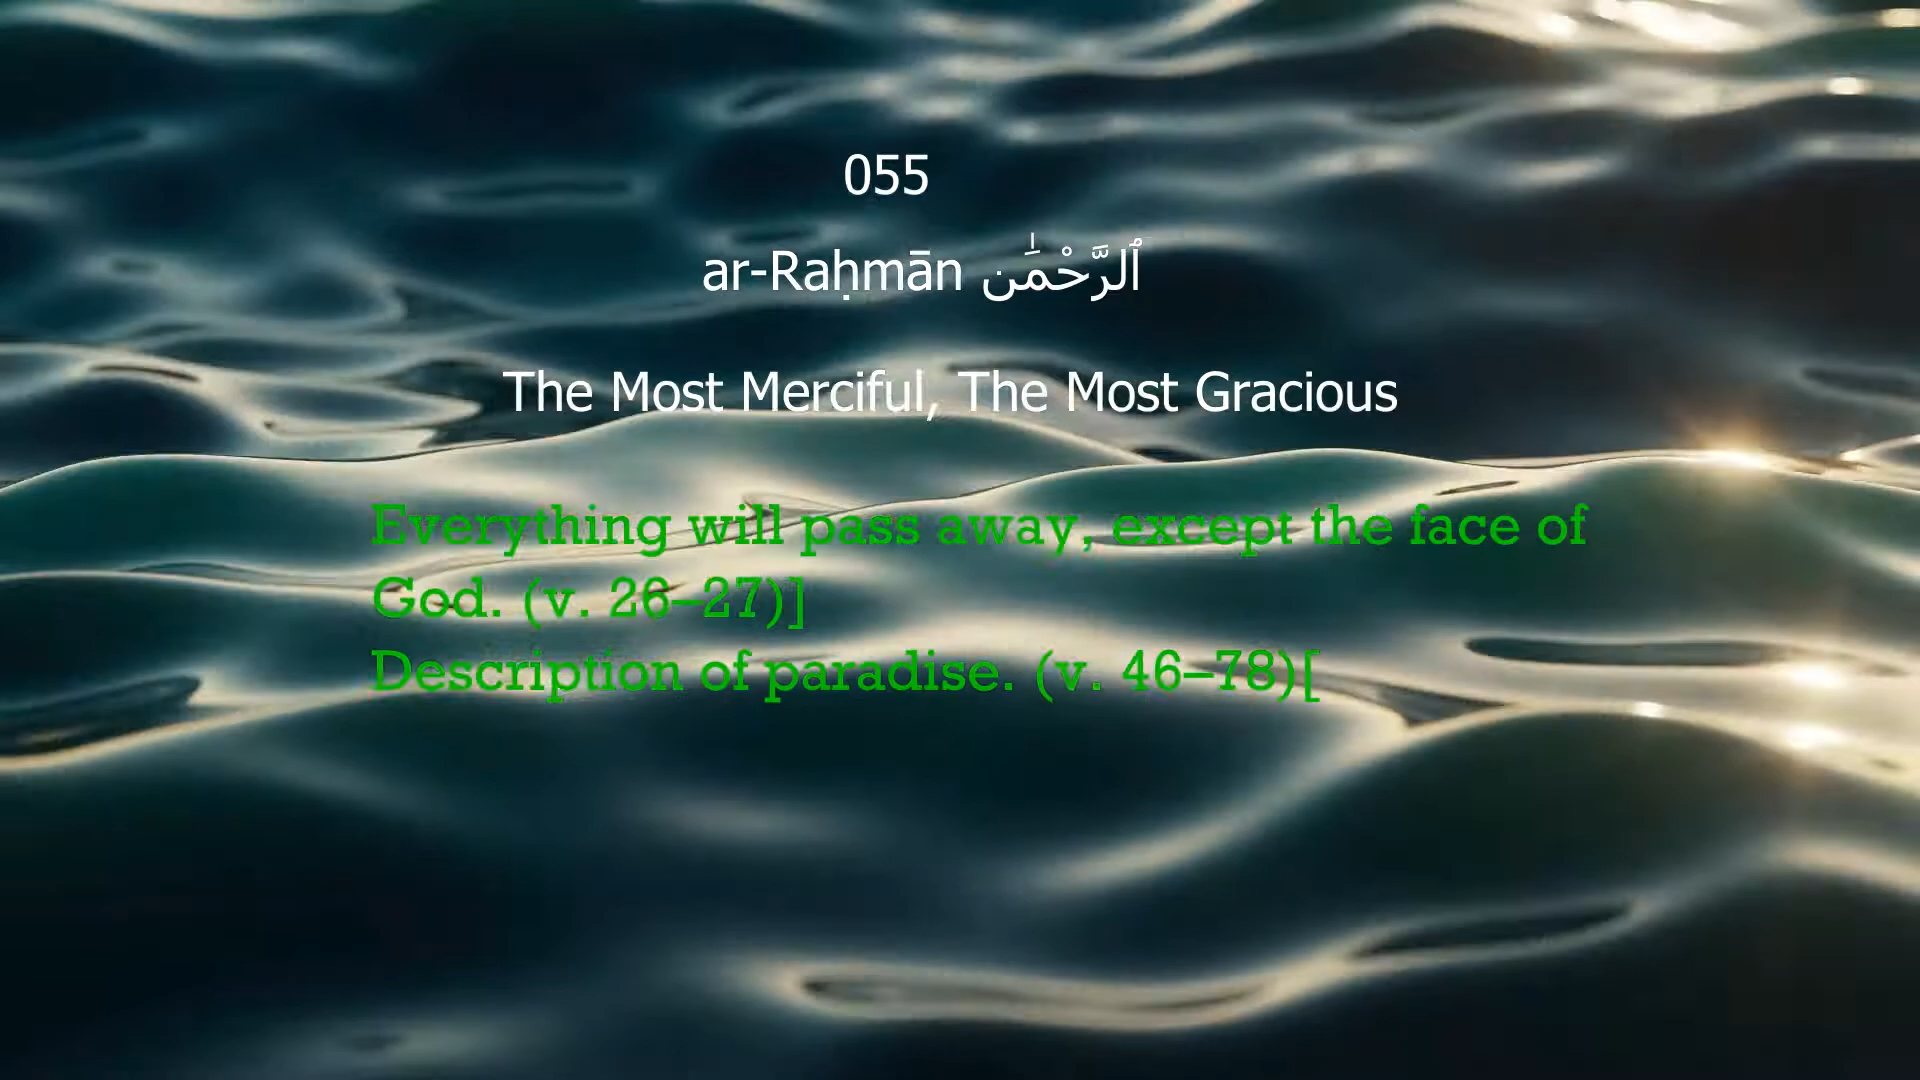 055
ar-Raḥmān ٱلرَّحْمَٰن
The Most Merciful, The Most Gracious
Everything will pass away, except the face of
God. (v. 26–27)]
Description of paradise. (v. 46–78)[